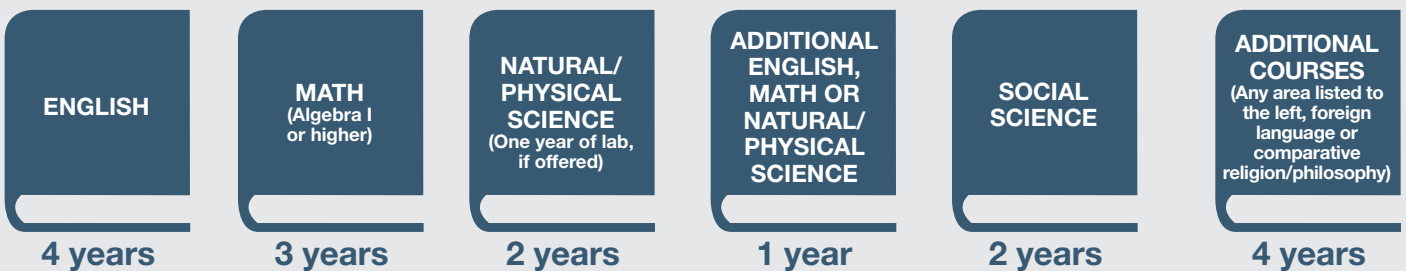 ENGLISH
4 years
MATH
(Algebra I
or higher)
3 years
NATURAL/
PHYSICAL
SCIENCE
(One year of lab,
if offered)
2 years
ADDITIONAL
ENGLISH,
MATH OR
NATURAL/
PHYSICAL
SCIENCE
1 year
SOCIAL
SCIENCE
2 years
ADDITIONAL
COURSES
(Any area listed to
the left, foreign
language or
comparative
religion/philosophy)
4 years